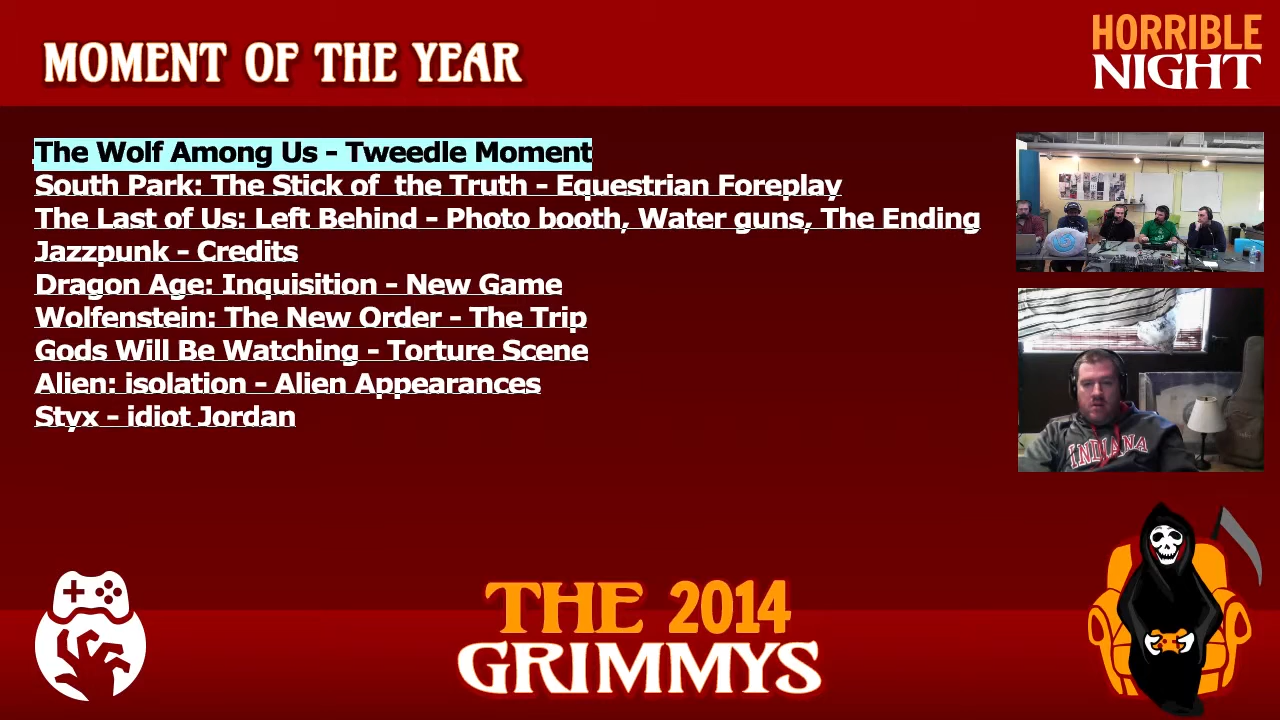 MOMENT OF THE YEAR
HORRIBLE
NIGHT
The Wolf Among Us - Tweedle Moment
South Park: The Stick of  the Truth - Equestrian Foreplay
The Last of Us: Left Behind - Photo booth, Water guns, The Ending
Jazzpunk - Credits
Dragon Age: Inquisition - New Game
Wolfenstein: The New Order - The Trip
Gods Will Be Watching - Torture Scene
Alien: isolation - Alien Appearances
Styx - idiot Jordan
INDIANA
THE 2014
GRIMMYS